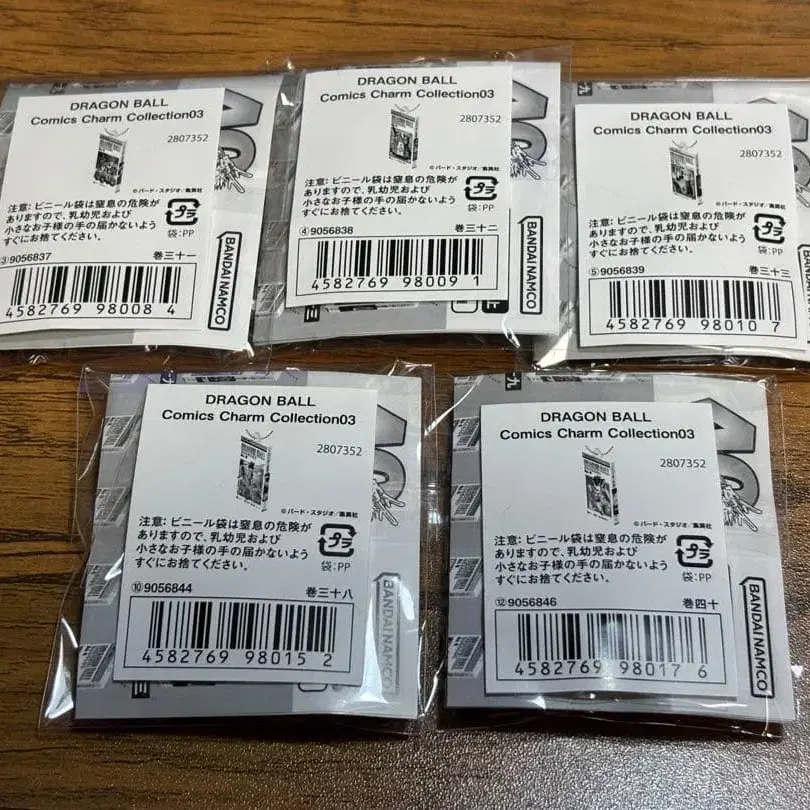 DRAGON BALL
Comics Charm Collection03
2807352
©バード・スタジオ/集英社
注意: ビニール袋は窒息の危険が
ありますので、乳幼児および
小さなお子様の手の届かないよう
すぐにお捨てください。
プラ
袋:PP
③9056837 巻三十一
4582769 98008 4
BANDAI NAMCO
DRAGON BALL
Comics Charm Collection03
2807352
©バード・スタジオ/集英社
注意: ビニール袋は窒息の危険が
ありますので、乳幼児および
小さなお子様の手の届かないよう
すぐにお捨てください。
プラ
袋:PP
④9056838 巻三十二
4582769 98009 1
BANDAI NAMCO
DRAGON BALL
Comics Charm Collection03
2807352
©バード・スタジオ/集英社
注意: ビニール袋は窒息の危険が
ありますので、乳幼児および
小さなお子様の手の届かないよう
すぐにお捨てください。
プラ
袋:PP
⑤9056839 巻三十三
4582769 98010 7
DRAGON BALL
Comics Charm Collection03
2807352
©バード・スタジオ/集英社
注意: ビニール袋は窒息の危険が
ありますので、乳幼児および
小さなお子様の手の届かないよう
すぐにお捨てください。
プラ
袋:PP
⑩9056844 巻三十八
4582769 98015 2
BANDAI NAMCO
九
DRAGON BALL
Comics Charm Collection03
2807352
©バード・スタジオ/集英社
注意: ビニール袋は窒息の危険が
ありますので、乳幼児および
小さなお子様の手の届かないよう
すぐにお捨てください。
プラ
袋:PP
⑫9056846 巻四十
4582769 98017 6
BANDAI NAMCO